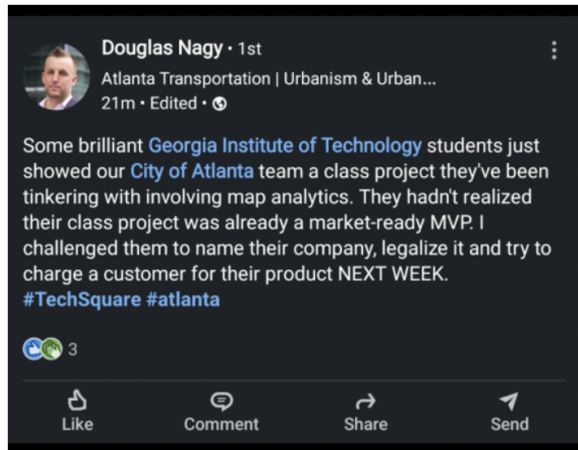 Douglas Nagy • 1st
Atlanta Transportation | Urbanism & Urban...
21m • Edited •
Some brilliant Georgia Institute of Technology students just
showed our City of Atlanta team a class project they've been
tinkering with involving map analytics. They hadn't realized
their class project was already a market-ready MVP. I
challenged them to name their company, legalize it and try to
charge a customer for their product NEXT WEEK.
#TechSquare #atlanta
3
Like
Comment
Share
Send